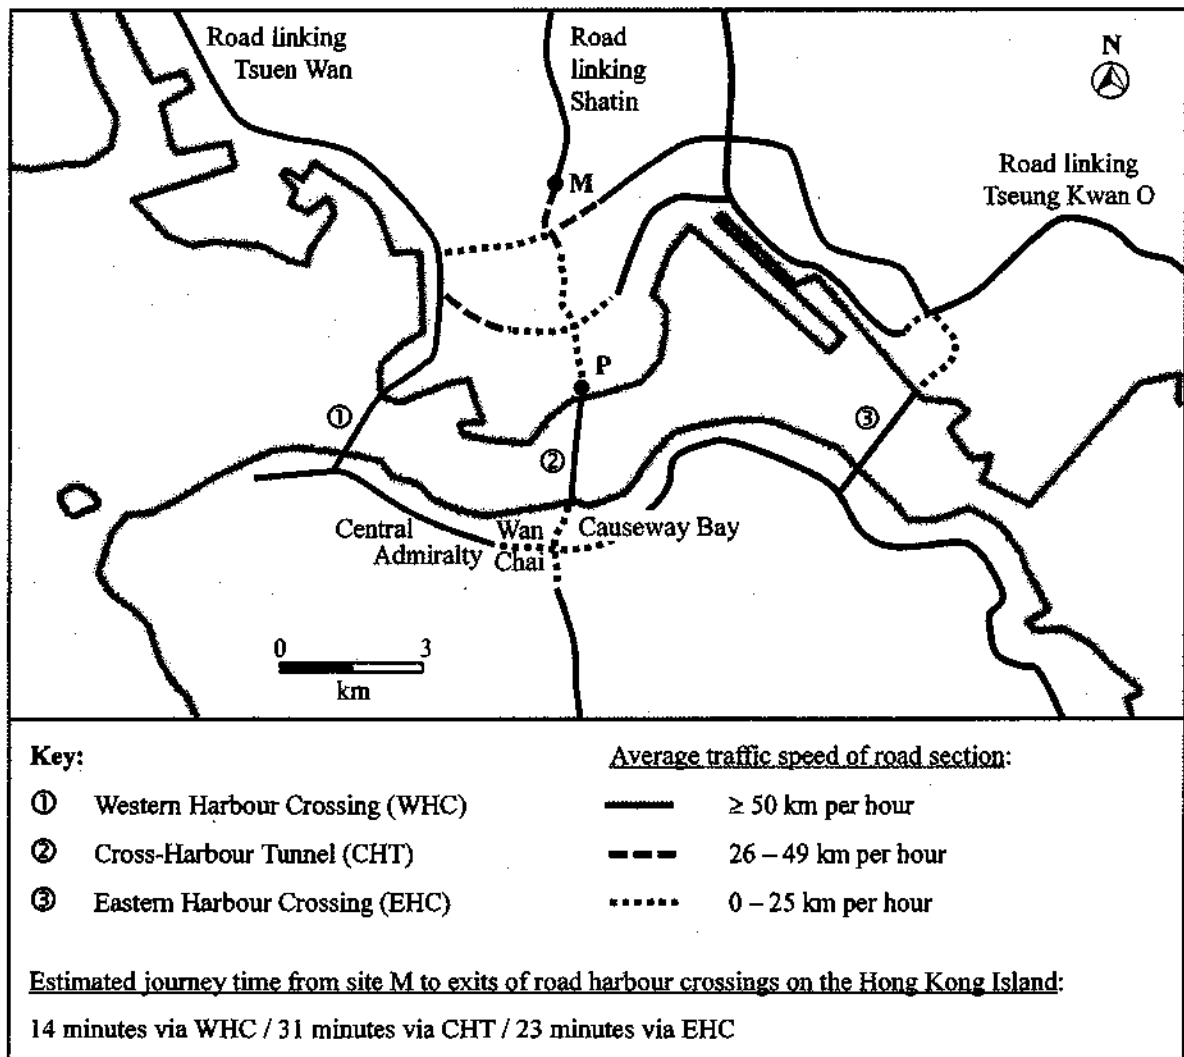 Road linking
Tsuen Wan
Road
linking
Shatin
N
M
Road linking
Tseung Kwan O
P
①
②
③
Central
Admiralty
Wan
Chai
Causeway Bay
0 3
km
Key:
① Western Harbour Crossing (WHC)
② Cross-Harbour Tunnel (CHT)
③ Eastern Harbour Crossing (EHC)
Average traffic speed of road section:
≥ 50 km per hour
26 – 49 km per hour
0 – 25 km per hour
Estimated journey time from site M to exits of road harbour crossings on the Hong Kong Island:
14 minutes via WHC / 31 minutes via CHT / 23 minutes via EHC